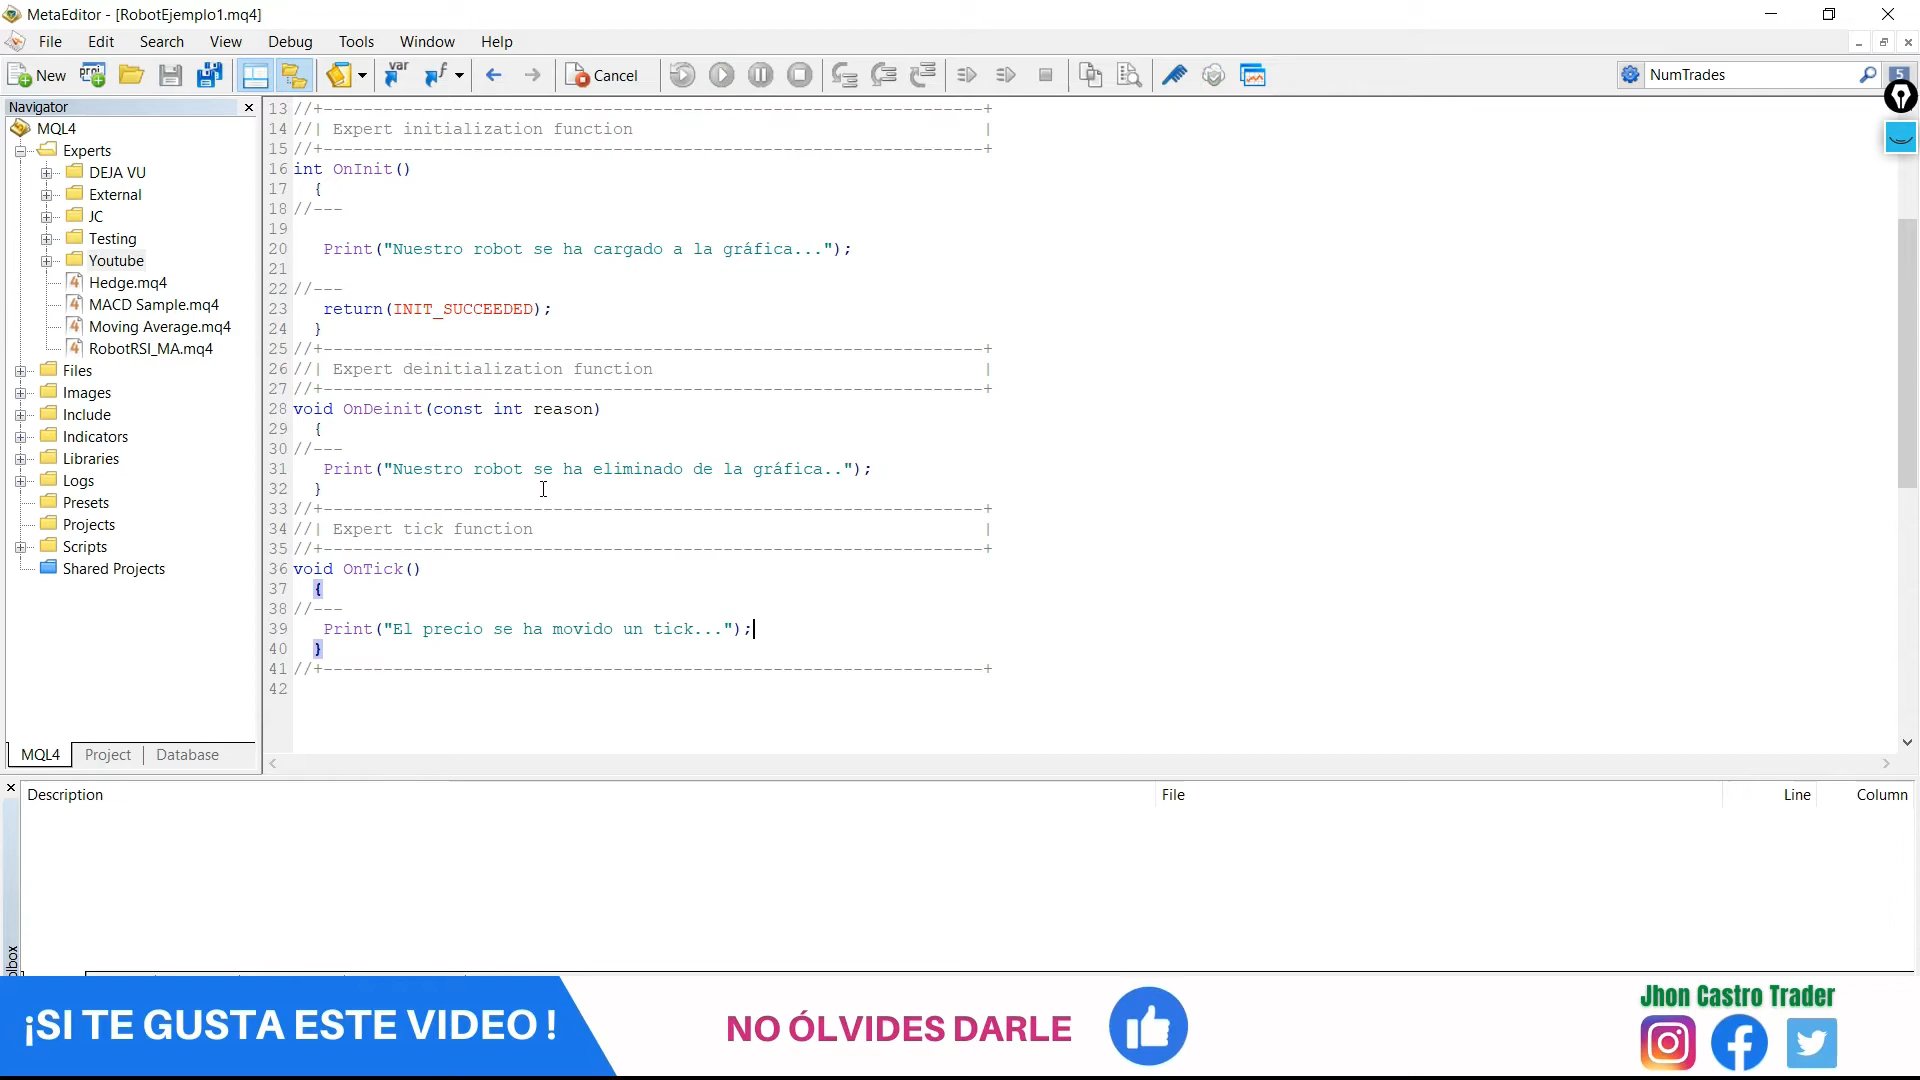 MetaEditor - [RobotEjemplo1.mq4]
File Edit Search View Debug Tools Window Help
New var Cancel NumTrades 5
Navigator
MQL4
Experts
DEJA VU
External
JC
Testing
Youtube
Hedge.mq4
MACD Sample.mq4
Moving Average.mq4
RobotRSI_MA.mq4
Files
Images
Include
Indicators
Libraries
Logs
Presets
Projects
Scripts
Shared Projects
MQL4 Project Database
13 //+------------------------------------------------------------------+
14 //| Expert initialization function                                   |
15 //+------------------------------------------------------------------+
16 int OnInit()
17   {
18 //---
19
20    Print("Nuestro robot se ha cargado a la gráfica...");
21
22 //---
23    return(INIT_SUCCEEDED);
24   }
25 //+------------------------------------------------------------------+
26 //| Expert deinitialization function                                 |
27 //+------------------------------------------------------------------+
28 void OnDeinit(const int reason)
29   {
30 //---
31    Print("Nuestro robot se ha eliminado de la gráfica..");
32   }
33 //+------------------------------------------------------------------+
34 //| Expert tick function                                             |
35 //+------------------------------------------------------------------+
36 void OnTick()
37   {
38 //---
39    Print("El precio se ha movido un tick...");
40   }
41 //+------------------------------------------------------------------+
42
Description File Line Column
¡SI TE GUSTA ESTE VIDEO !
NO ÓLVIDES DARLE
Jhon Castro Trader